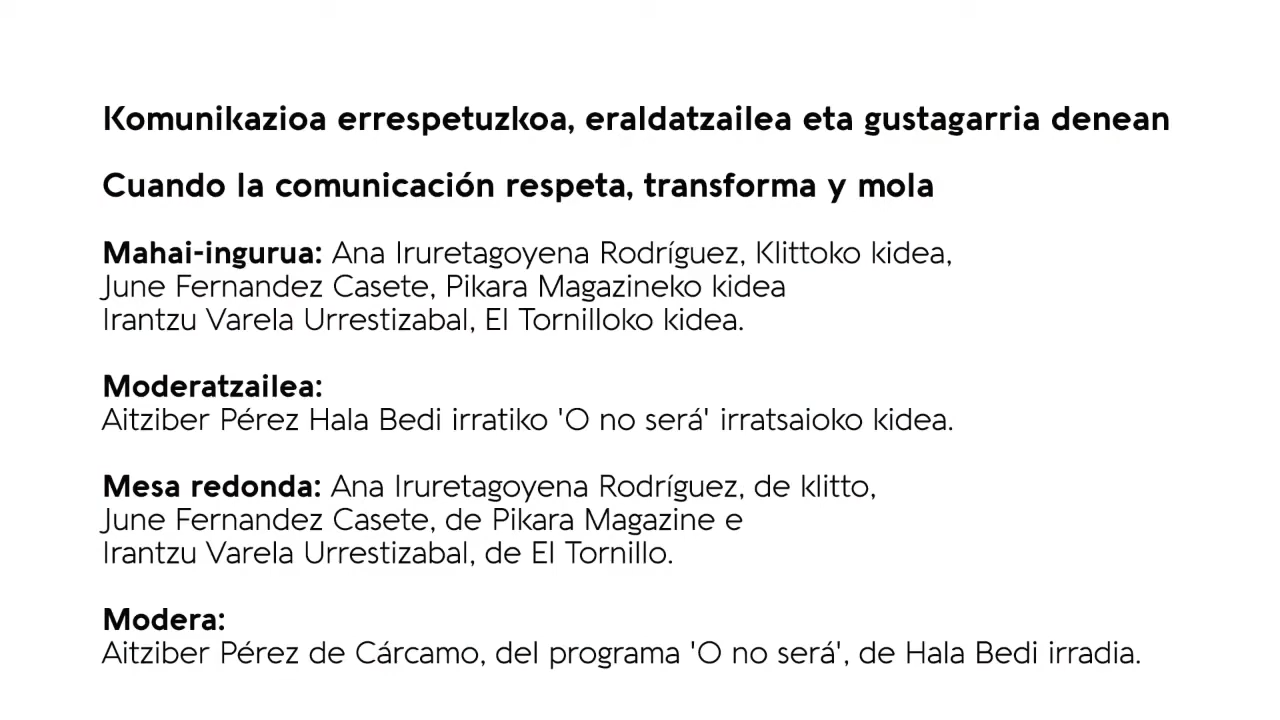 Komunikazioa errespetuzkoa, eraldatzailea eta gustagarria denean
Cuando la comunicación respeta, transforma y mola
Mahai-ingurua: Ana Iruretagoyena Rodríguez, Klittoko kidea,
June Fernandez Casete, Pikara Magazineko kidea
Irantzu Varela Urrestizabal, El Tornilloko kidea.
Moderatzailea:
Aitziber Pérez Hala Bedi irratiko 'O no será' irratsaioko kidea.
Mesa redonda: Ana Iruretagoyena Rodríguez, de klitto,
June Fernandez Casete, de Pikara Magazine e
Irantzu Varela Urrestizabal, de El Tornillo.
Modera:
Aitziber Pérez de Cárcamo, del programa 'O no será', de Hala Bedi irradia.